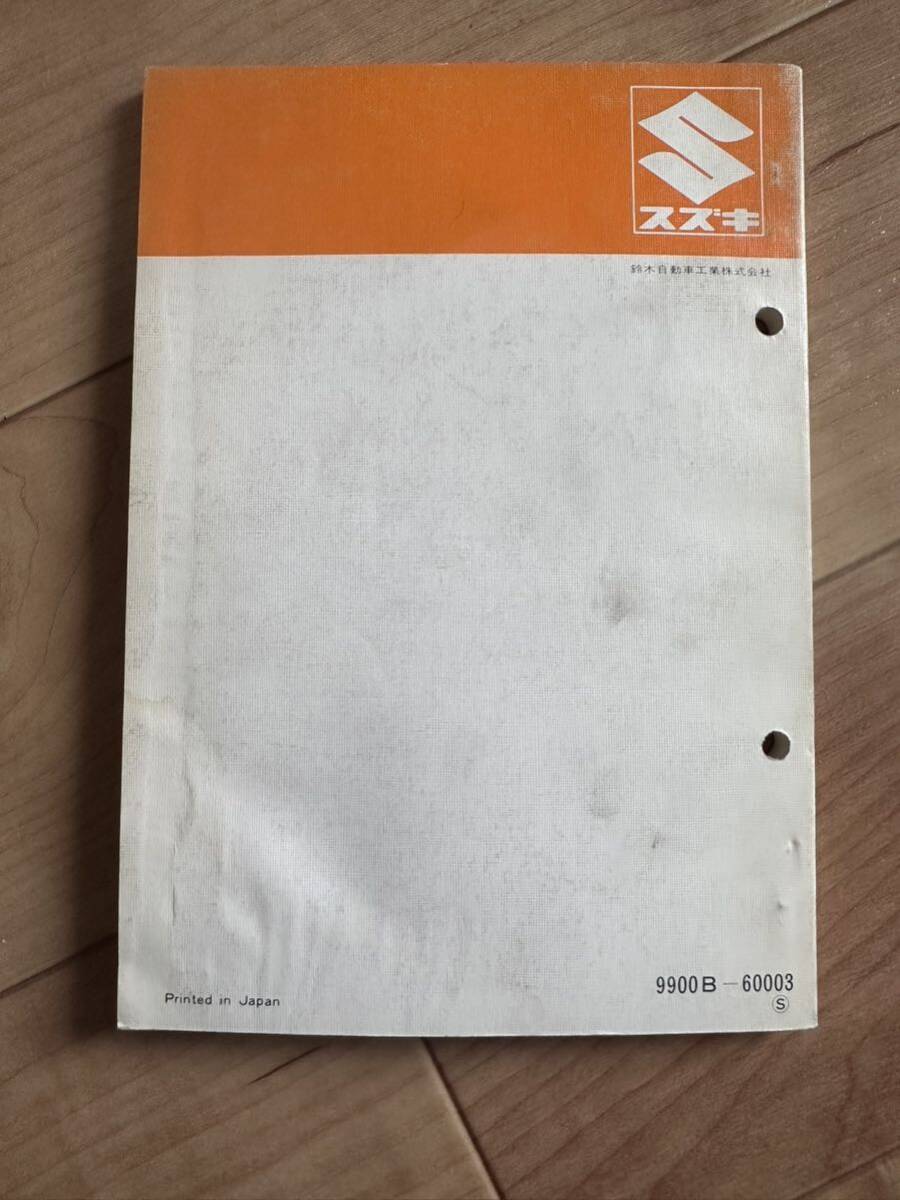 スズキ
鈴木自動車工業株式会社
Printed in Japan
9900B-60003
Ⓢ